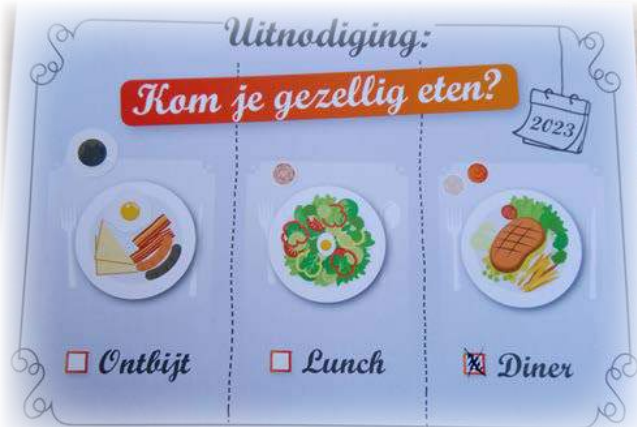 Uitnodiging:
Kom je gezellig eten?
2023
Ontbijt
Lunch
Diner